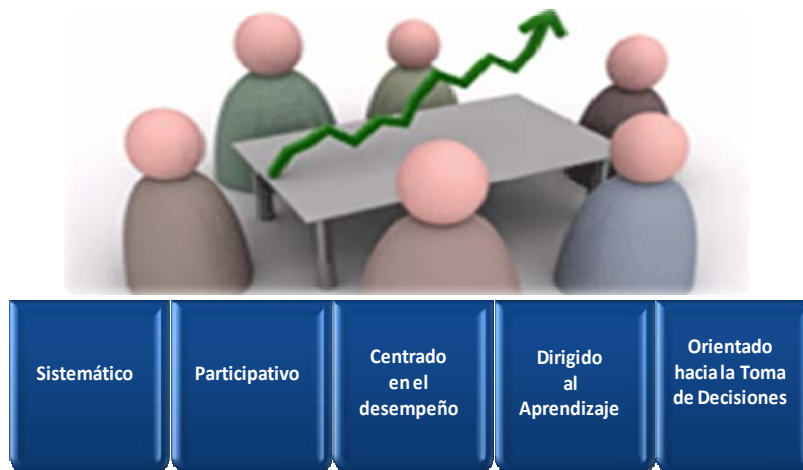 Sistemático
Participativo
Centrado
en el
desempeño
Dirigido
al
Aprendizaje
Orientado
hacia la Toma
de Decisiones